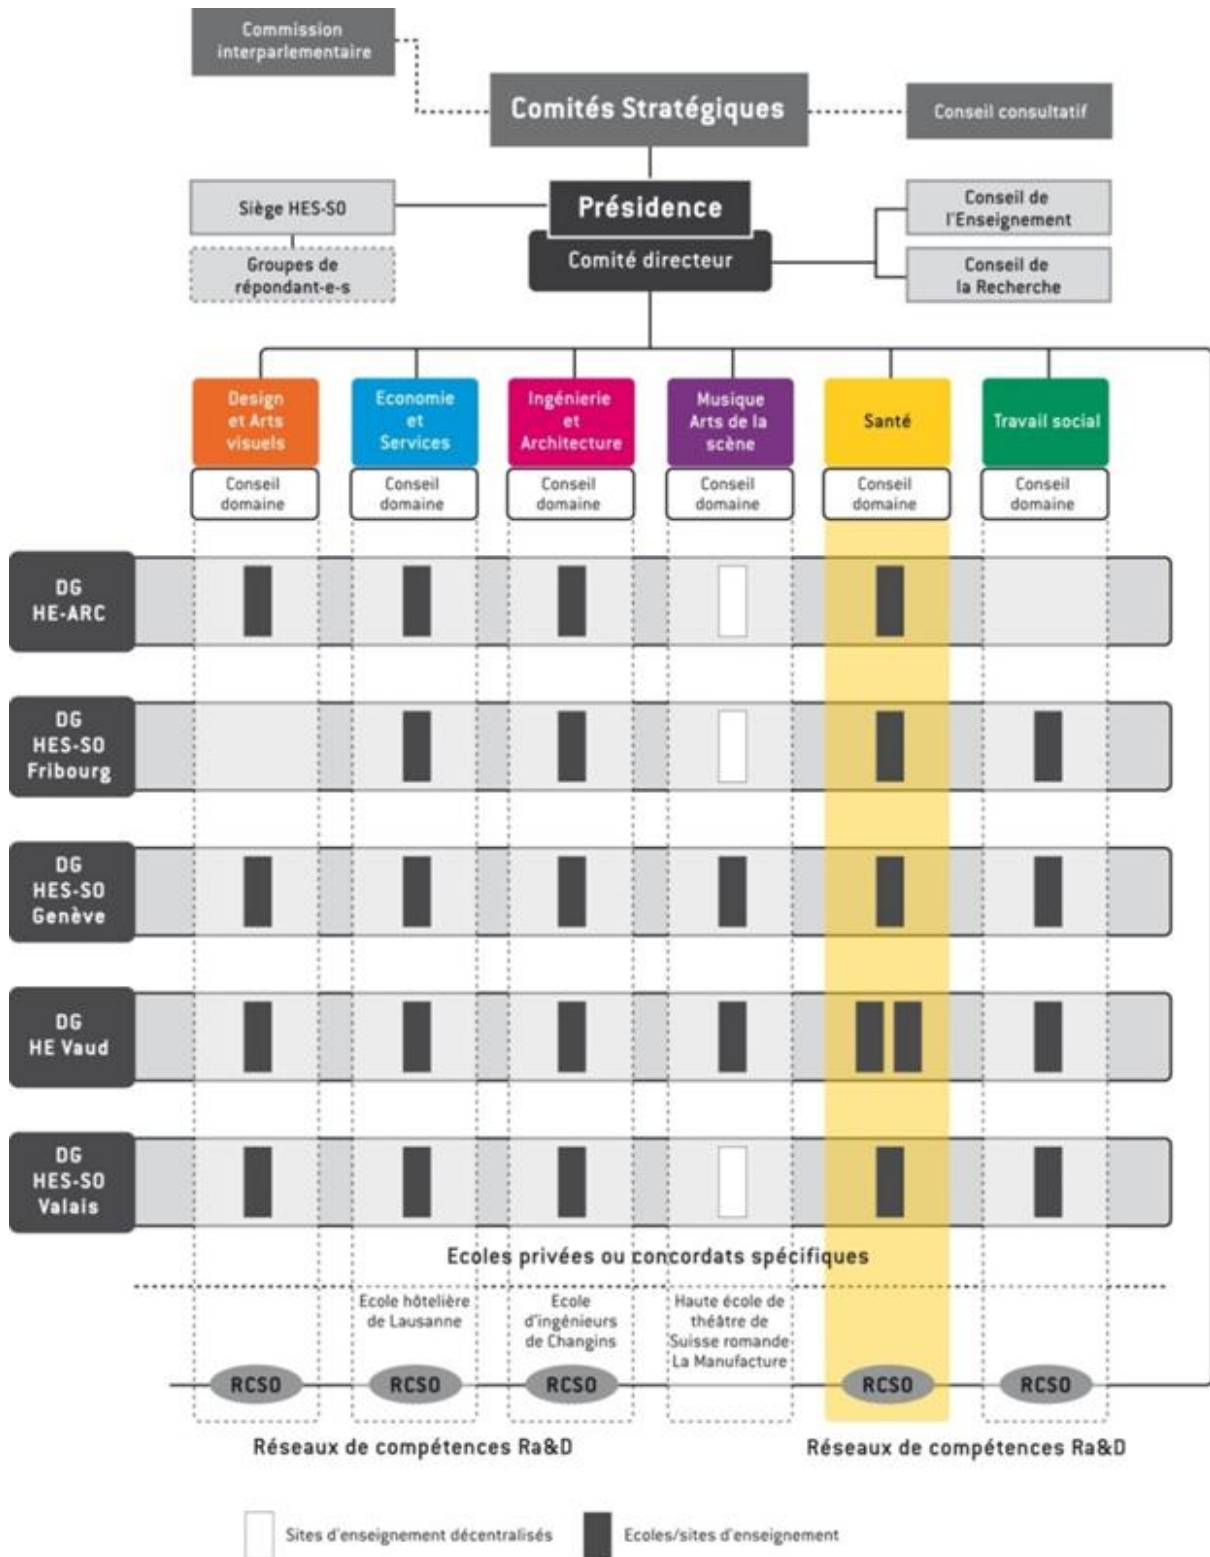 Commission
interparlementaire
Comités Stratégiques
Conseil consultatif
Siège HES-SO
Présidence
Conseil de
l'Enseignement
Groupes de
répondant-e-s
Comité directeur
Conseil de
la Recherche
Design
et Arts
visuels
Economie
et
Services
Ingénierie
et
Architecture
Musique
Arts de la
scène
Santé
Travail social
Conseil
domaine
Conseil
domaine
Conseil
domaine
Conseil
domaine
Conseil
domaine
Conseil
domaine
DG
HE-ARC
DG
HES-SO
Fribourg
DG
HES-SO
Genève
DG
HE Vaud
DG
HES-SO
Valais
Ecoles privées ou concordats spécifiques
Ecole hôtelière
de Lausanne
Ecole
d'ingénieurs
de Changins
Haute école de
théâtre de
Suisse romande
La Manufacture
RCSO
RCSO
RCSO
RCSO
RCSO
Réseaux de compétences Ra&D
Réseaux de compétences Ra&D
Sites d'enseignement décentralisés
Ecoles/sites d'enseignement